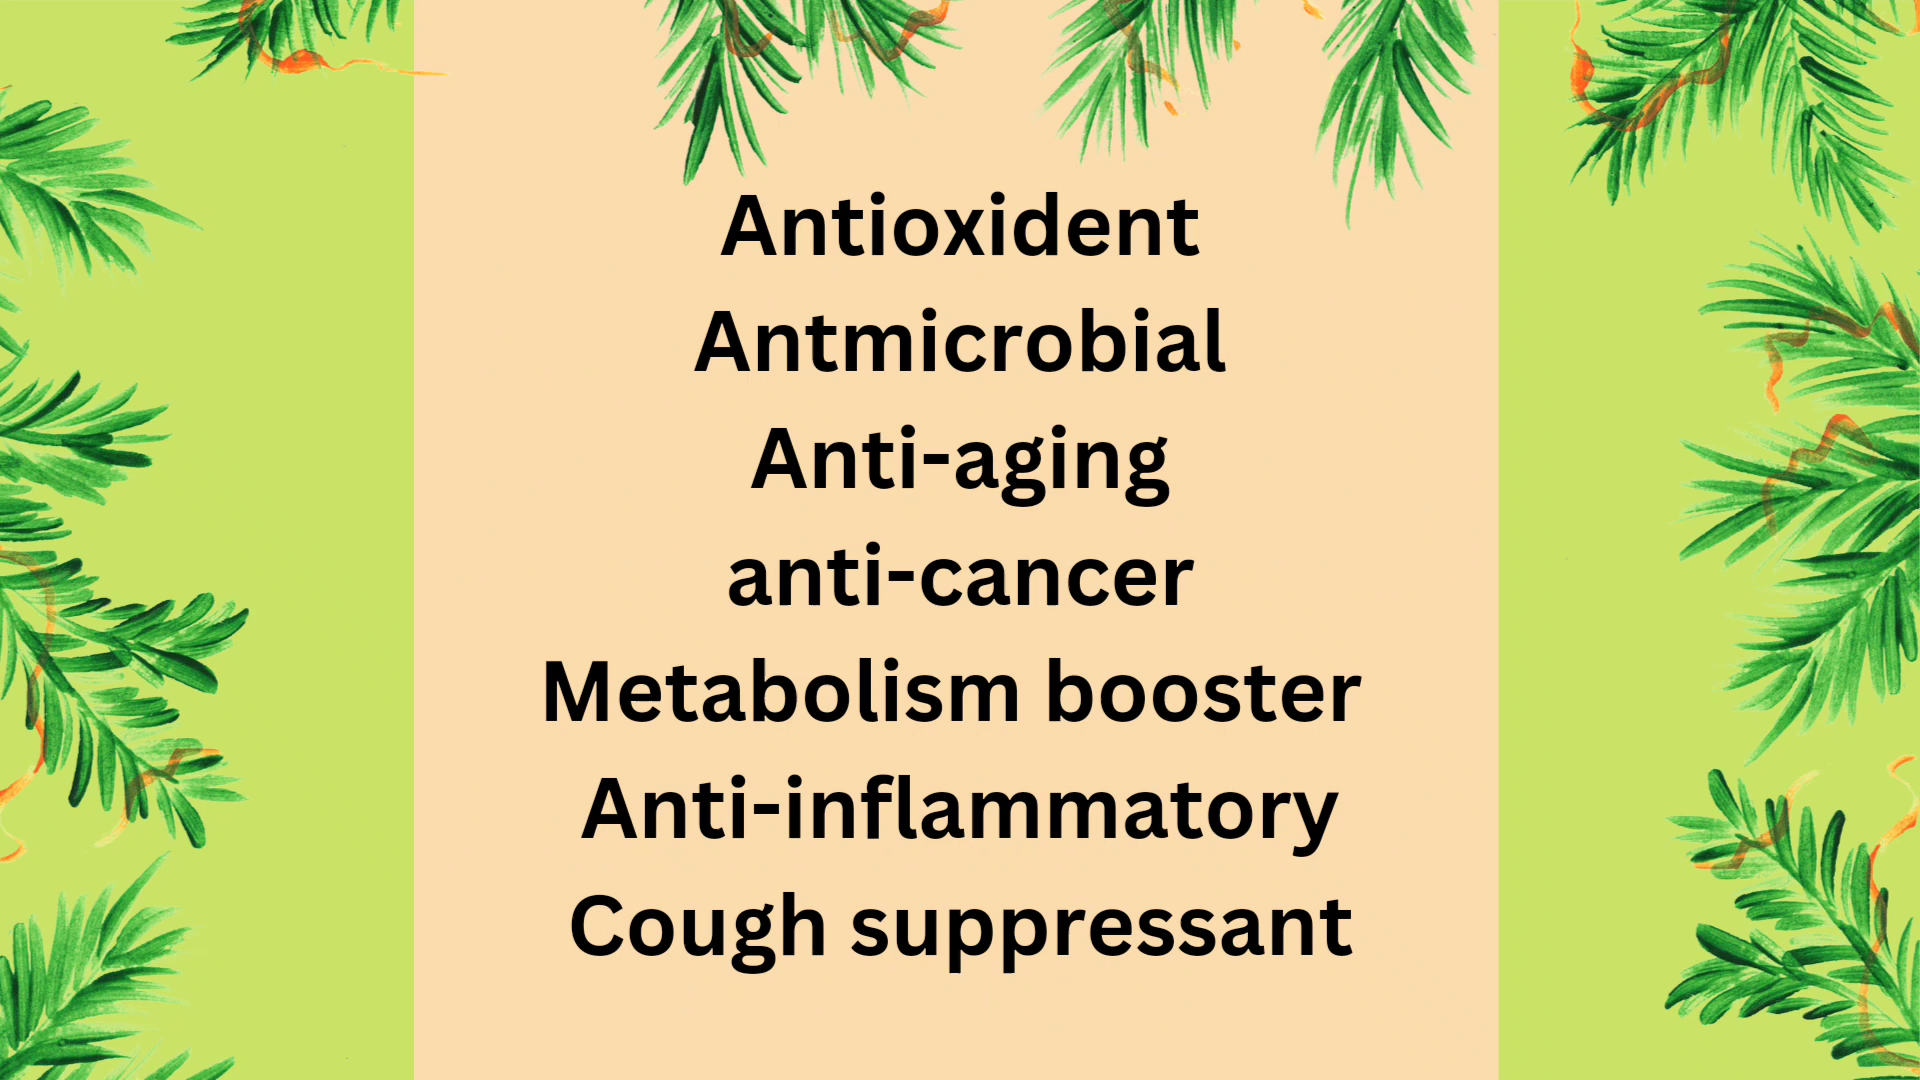 Antioxident
Antmicrobial
Anti-aging
anti-cancer
Metabolism booster
Anti-inflammatory
Cough suppressant